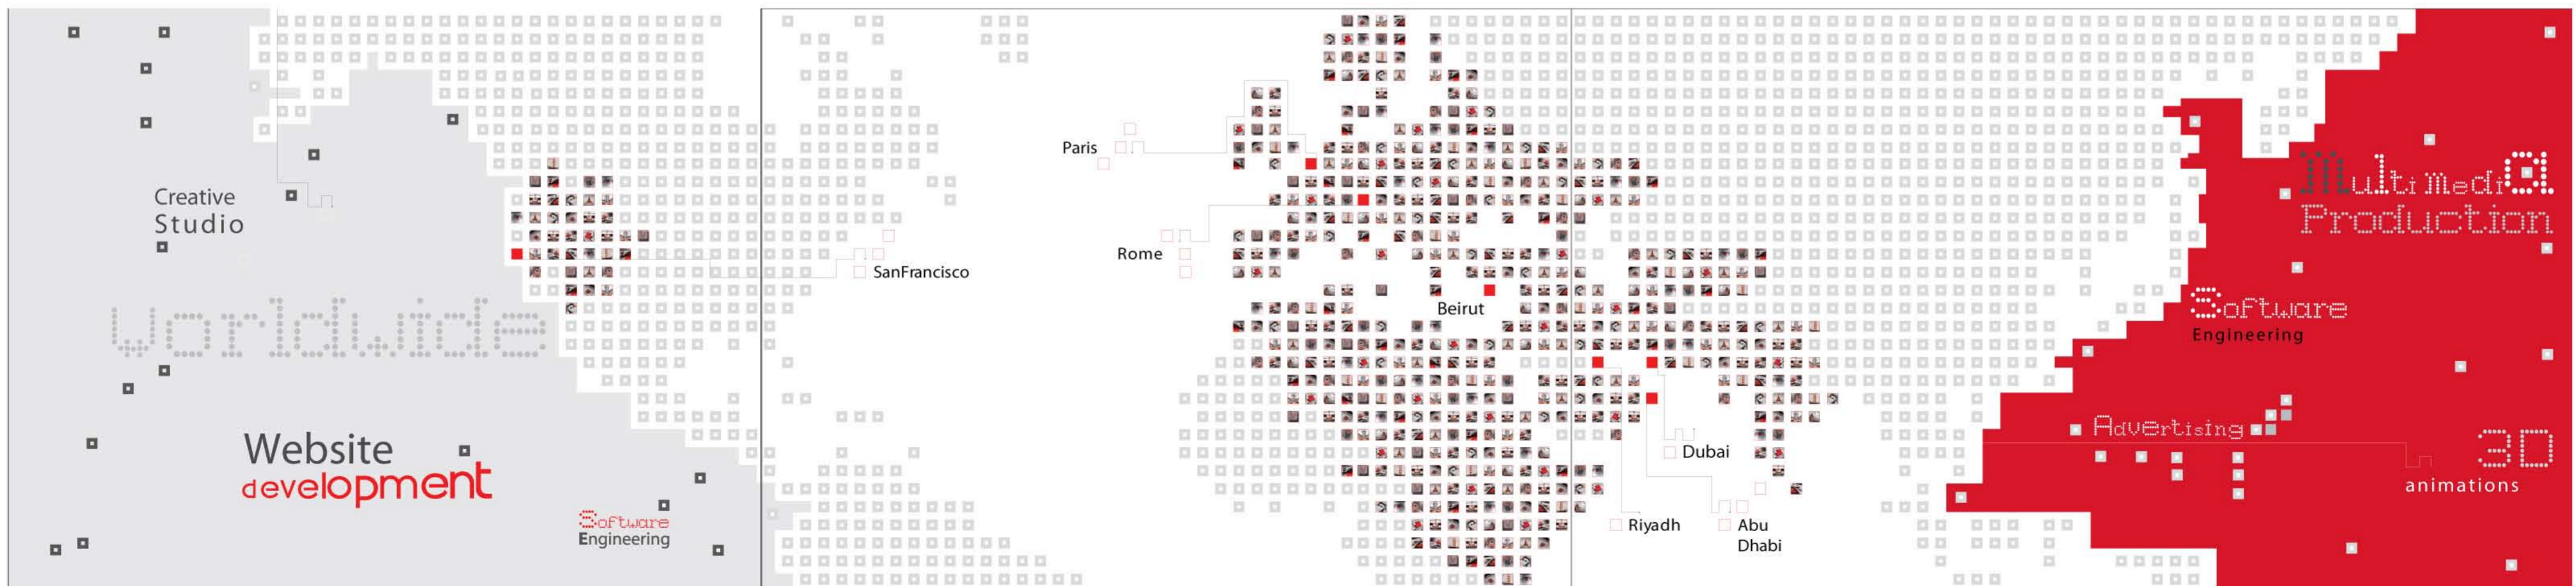 Creative
Studio
worldwide
Website
development
Software
Engineering
SanFrancisco
Paris
Rome
Beirut
Dubai
Riyadh
Abu
Dhabi
MultiMedia
Production
Software
Engineering
Advertising
3D
animations